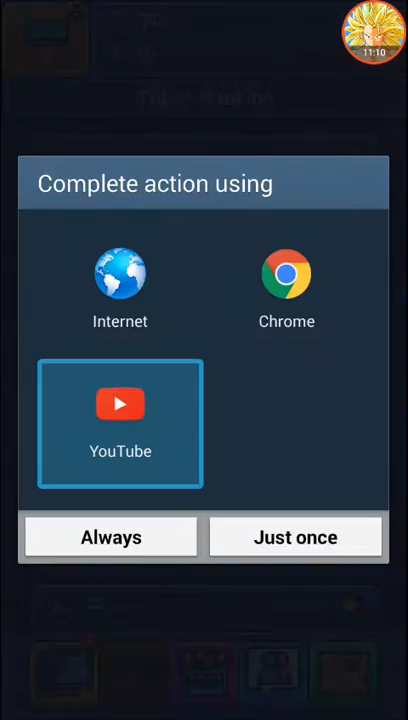 11:10
Complete action using
Internet
Chrome
YouTube
Always
Just once